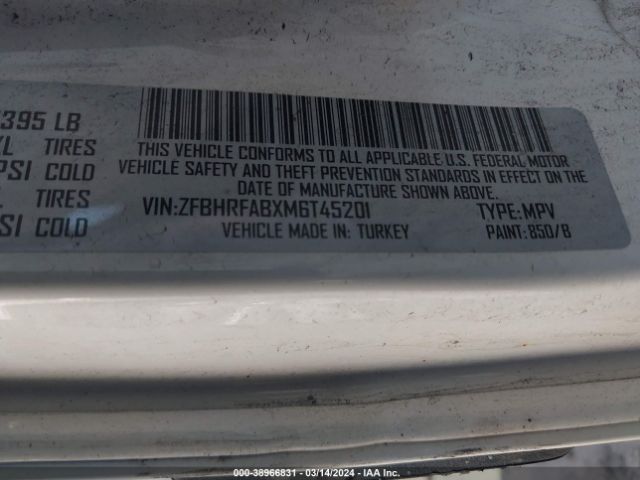 395 LB
XL TIRES
PSI COLD
L TIRES
SI COLD
THIS VEHICLE CONFORMS TO ALL APPLICABLE U.S. FEDERAL MOTOR
VEHICLE SAFETY AND THEFT PREVENTION STANDARDS IN EFFECT ON THE
DATE OF MANUFACTURE SHOWN ABOVE.
VIN:ZFBHRFABXM6T45201 TYPE: MPV
VEHICLE MADE IN: TURKEY PAINT: 850/B
000-38966831 - 03/14/2024 - IAA Inc.